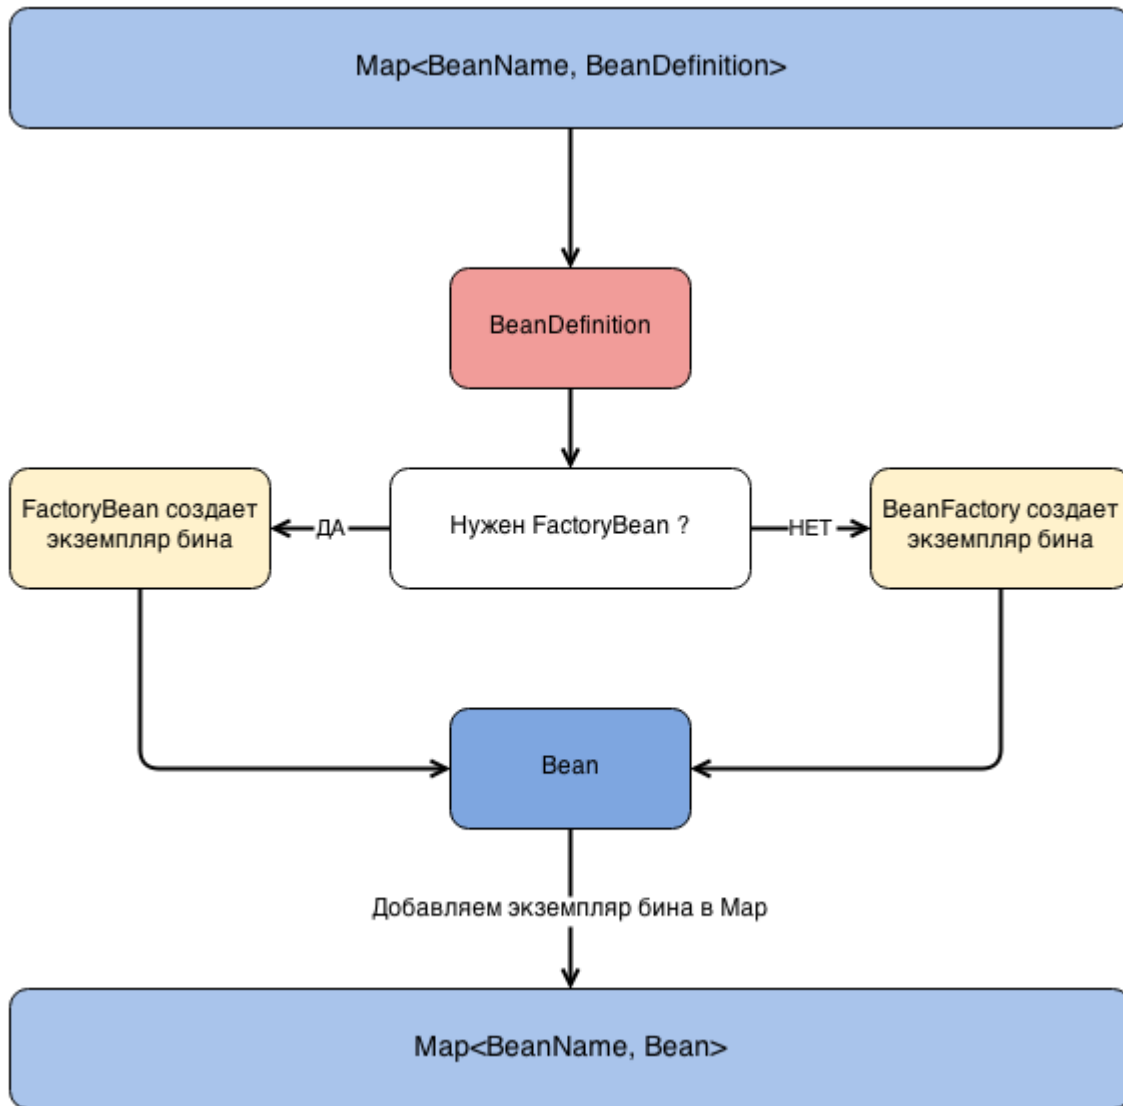 Map<BeanName, BeanDefinition>
BeanDefinition
FactoryBean создает
экземпляр бина
ДА
Нужен FactoryBean ?
НЕТ
BeanFactory создает
экземпляр бина
Bean
Добавляем экземпляр бина в Map
Map<BeanName, Bean>